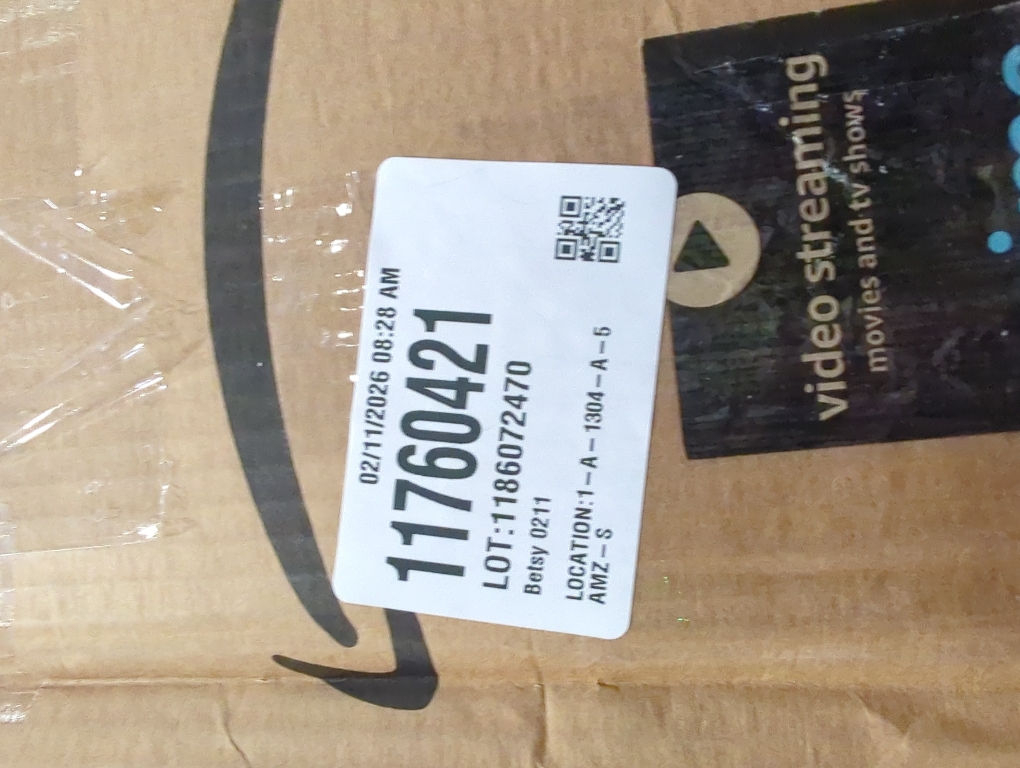 02/11/2026 08:28 AM
11760421
LOT:1186072470
Betsy 0211
LOCATION:1-A-1304-A-5
AMZ-S
video streaming
movies and tv shows